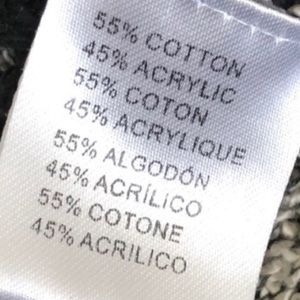 55% COTTON
45% ACRYLIC
55% COTON
45% ACRYLIQUE
55% ALGODÓN
45% ACRÍLICO
55% COTONE
45% ACRILICO